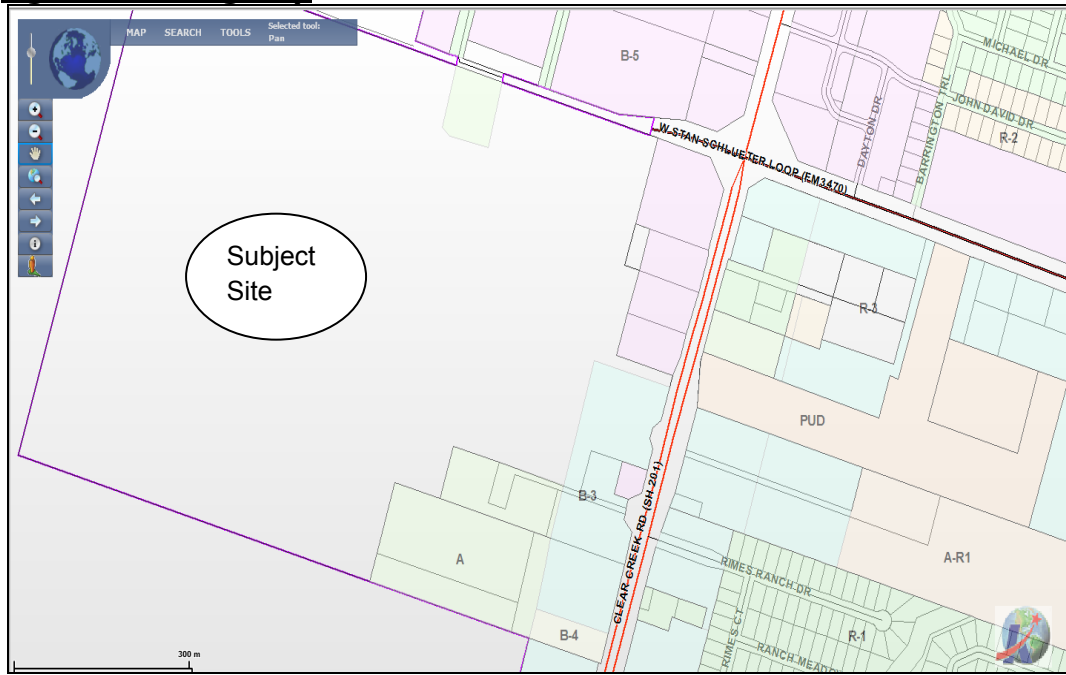 MAP SEARCH TOOLS Selected tool:
Pan
B-5
MICHAEL DR
JOHN DAVID DR
R-2
DAYTON DR
BARRINGTON TRL
W STAN SCHLUETER LOOP (FM3470)
Subject
Site
R-3
PUD
B-3
CLEAR CREEK RD (SH 201)
A
A-R1
RIMES RANCH DR
B-4
RIMES CT
R-1
300 m